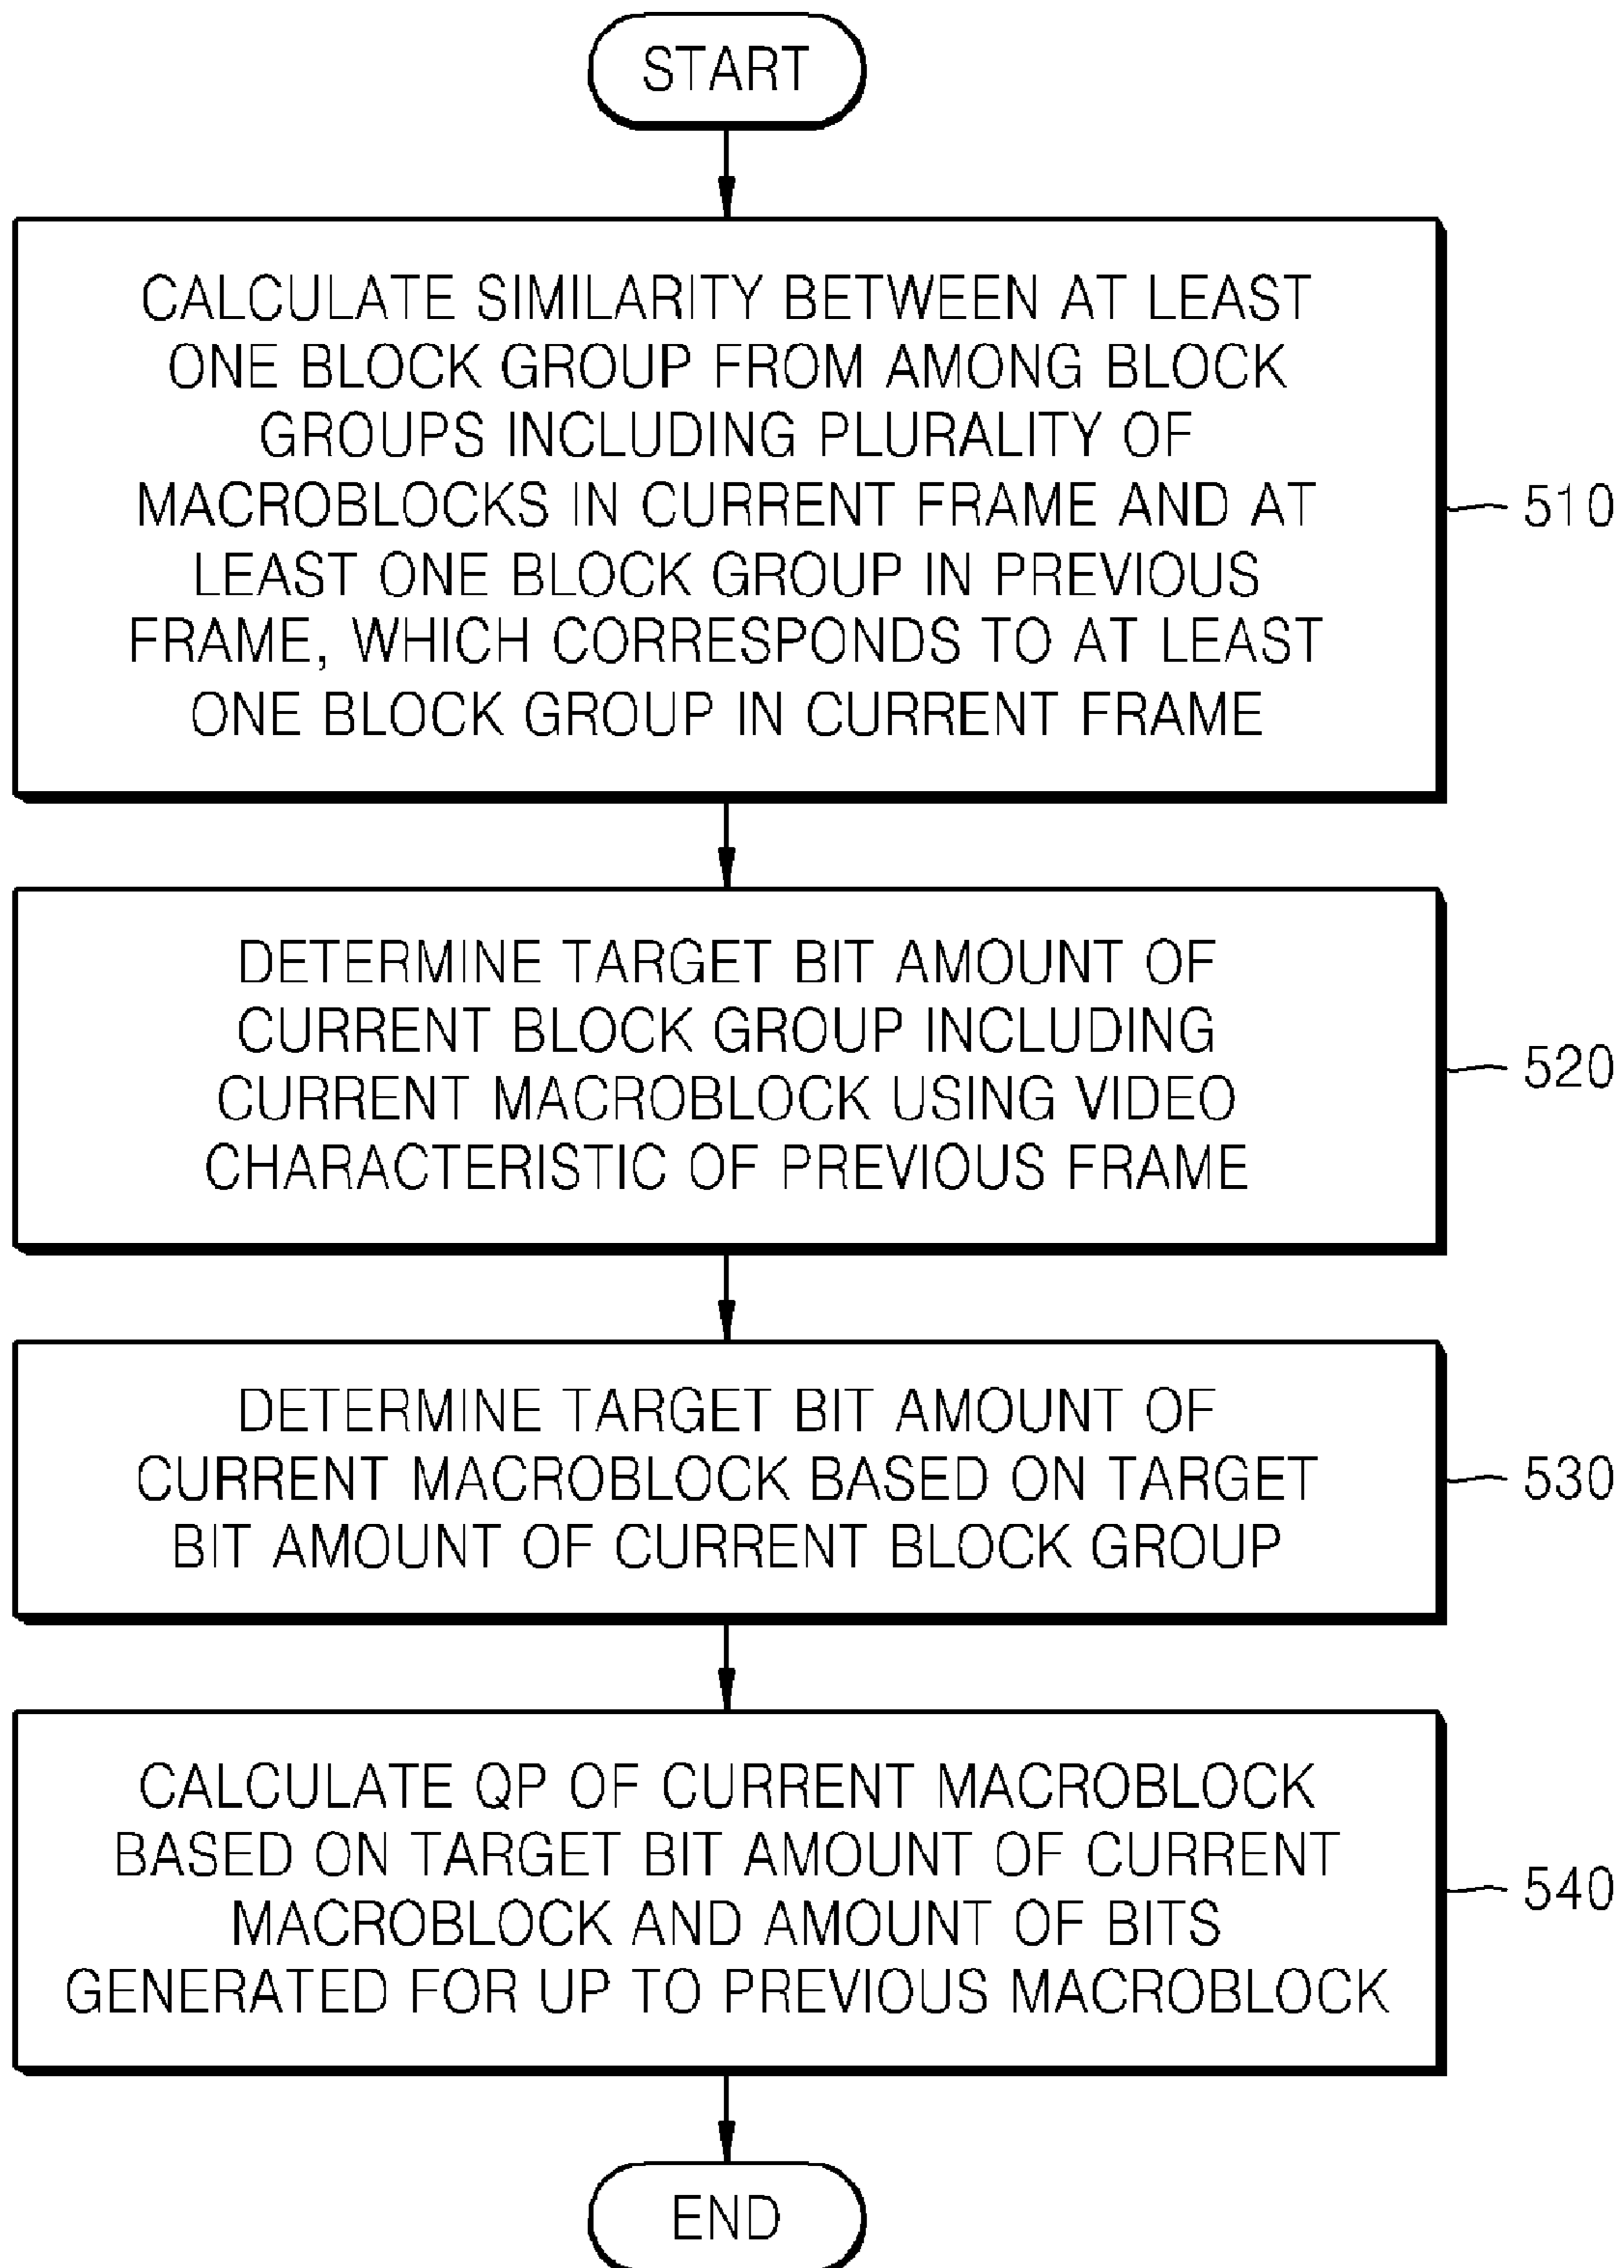 START
CALCULATE SIMILARITY BETWEEN AT LEAST
ONE BLOCK GROUP FROM AMONG BLOCK
GROUPS INCLUDING PLURALITY OF
MACROBLOCKS IN CURRENT FRAME AND AT
LEAST ONE BLOCK GROUP IN PREVIOUS
FRAME, WHICH CORRESPONDS TO AT LEAST
ONE BLOCK GROUP IN CURRENT FRAME
510
DETERMINE TARGET BIT AMOUNT OF
CURRENT BLOCK GROUP INCLUDING
CURRENT MACROBLOCK USING VIDEO
CHARACTERISTIC OF PREVIOUS FRAME
520
DETERMINE TARGET BIT AMOUNT OF
CURRENT MACROBLOCK BASED ON TARGET
BIT AMOUNT OF CURRENT BLOCK GROUP
530
CALCULATE QP OF CURRENT MACROBLOCK
BASED ON TARGET BIT AMOUNT OF CURRENT
MACROBLOCK AND AMOUNT OF BITS
GENERATED FOR UP TO PREVIOUS MACROBLOCK
540
END